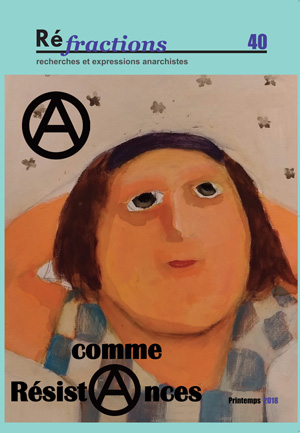 Réfractions 40
recherches et expressions anarchistes
A
comme
RésistAnces
Printemps 2018